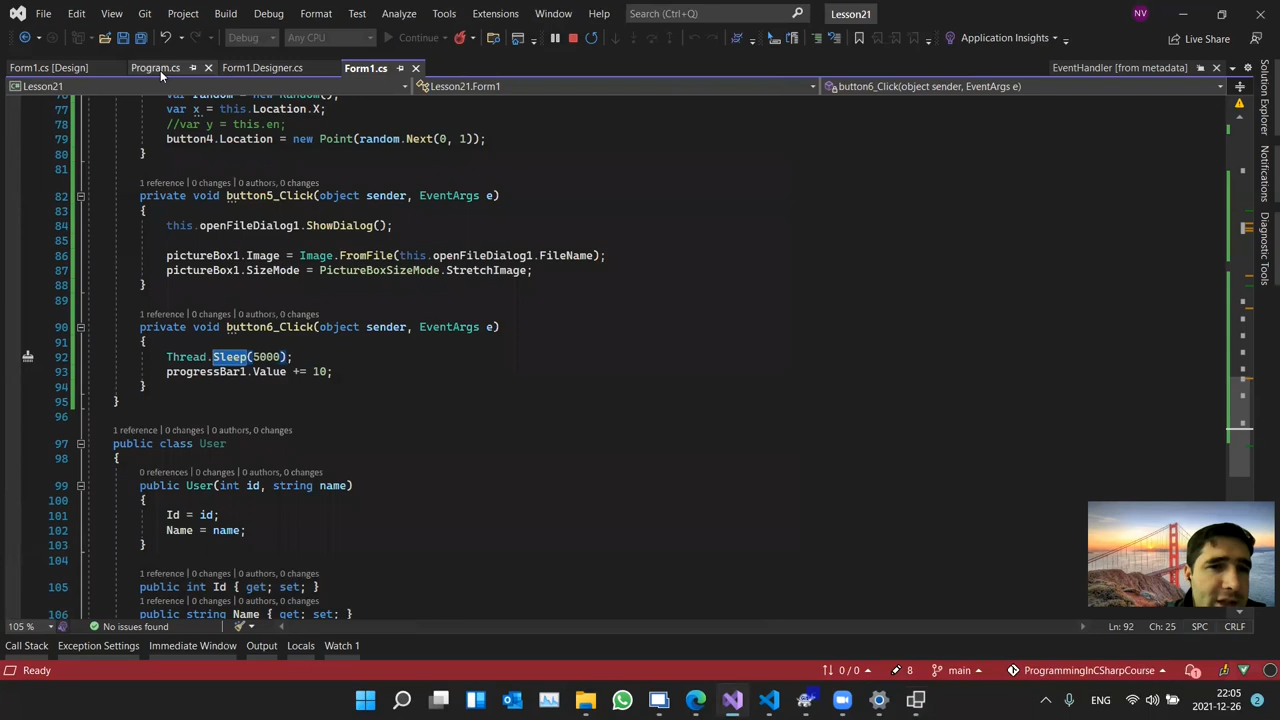 File Edit View Git Project Build Debug Format Test Analyze Tools Extensions Window Help Search (Ctrl+Q) Lesson21 NV
Debug Any CPU Continue Application Insights Live Share
Form1.cs [Design] Program.cs Form1.Designer.cs Form1.cs EventHandler [from metadata]
Lesson21 Lesson21.Form1 button6_Click(object sender, EventArgs e)
77 var x = this.Location.X;
78 //var y = this.en;
79 button4.Location = new Point(random.Next(0, 1));
80 }
81
1 reference | 0 changes | 0 authors, 0 changes
82 private void button5_Click(object sender, EventArgs e)
83 {
84 this.openFileDialog1.ShowDialog();
85
86 pictureBox1.Image = Image.FromFile(this.openFileDialog1.FileName);
87 pictureBox1.SizeMode = PictureBoxSizeMode.StretchImage;
88 }
89
1 reference | 0 changes | 0 authors, 0 changes
90 private void button6_Click(object sender, EventArgs e)
91 {
92 Thread.Sleep(5000);
93 progressBar1.Value += 10;
94 }
95 }
96
1 reference | 0 changes | 0 authors, 0 changes
97 public class User
98 {
0 references | 0 changes | 0 authors, 0 changes
99 public User(int id, string name)
100 {
101 Id = id;
102 Name = name;
103 }
104
1 reference | 0 changes | 0 authors, 0 changes
105 public int Id { get; set; }
1 reference | 0 changes | 0 authors, 0 changes
106 public string Name { get; set; }
Solution Explorer
Notifications
Diagnostic Tools
105 % No issues found Ln: 92 Ch: 25 SPC CRLF
Call Stack Exception Settings Immediate Window Output Locals Watch 1
Ready 0 / 0 8 main ProgrammingInCSharpCourse 1
ENG 22:05
2021-12-26 2